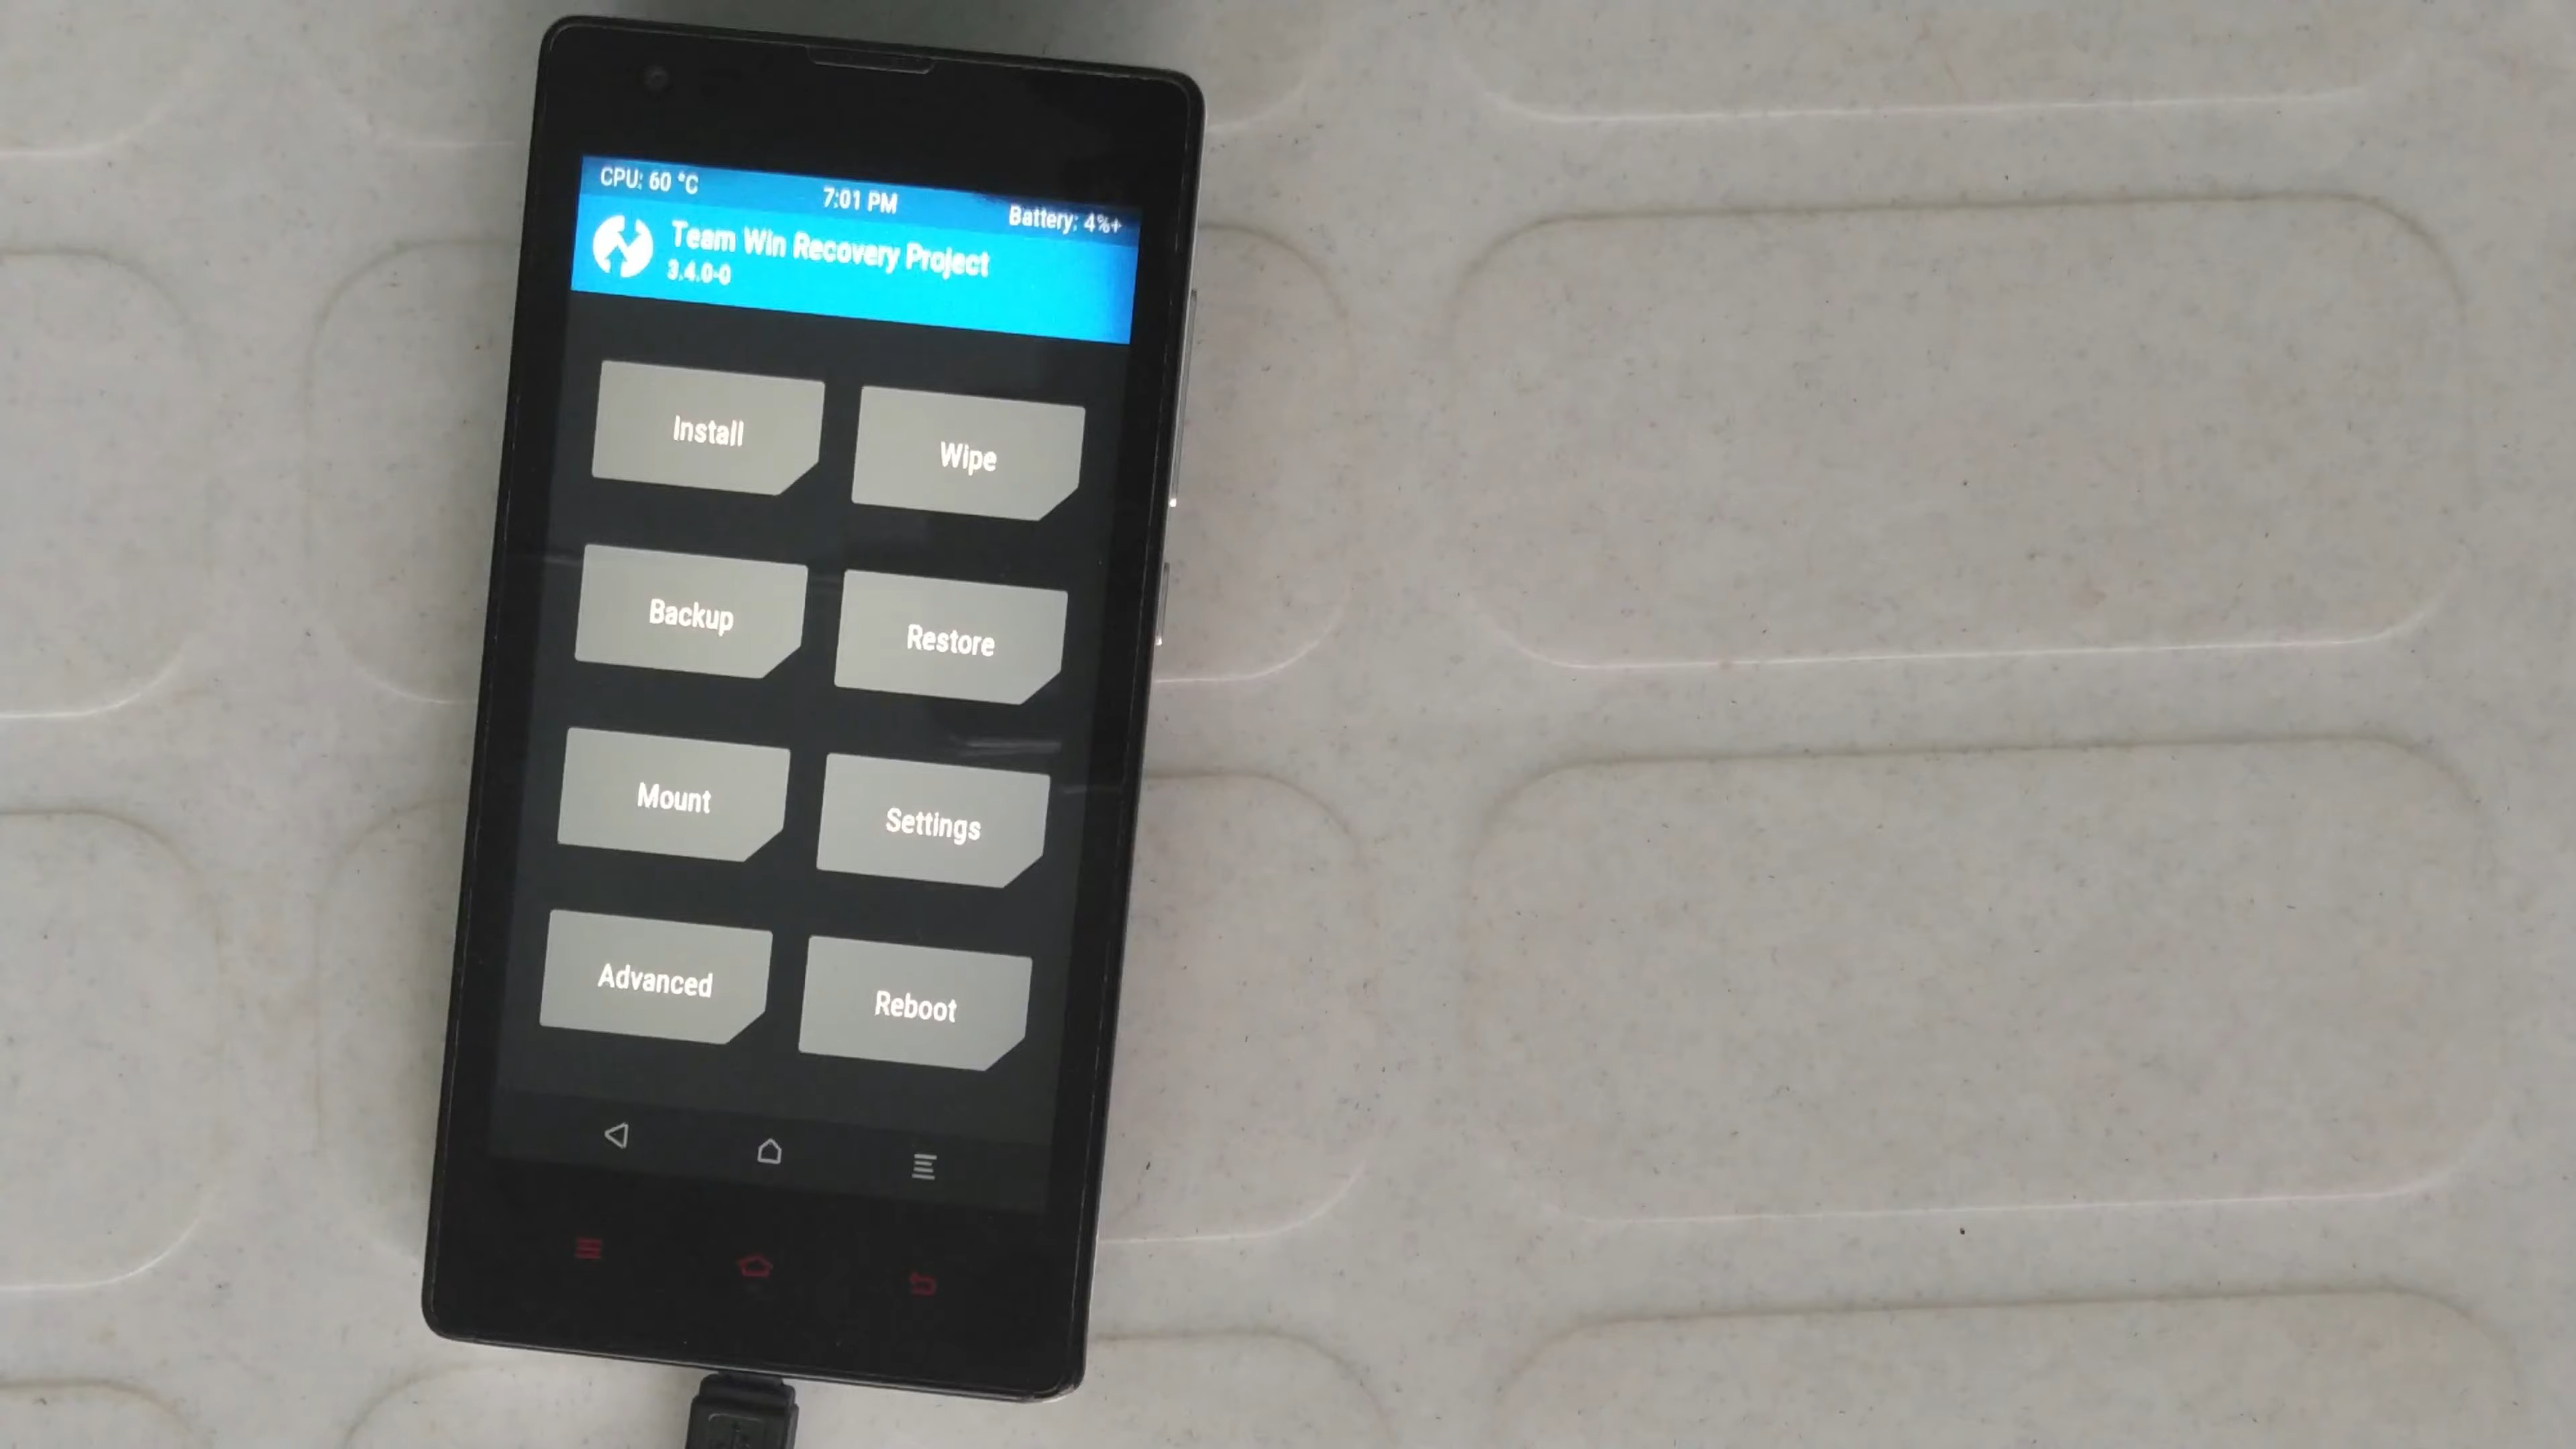 CPU: 60 °C
7:01 PM
Battery: 4%+
Team Win Recovery Project
3.4.0-0
Install
Wipe
Backup
Restore
Mount
Settings
Advanced
Reboot